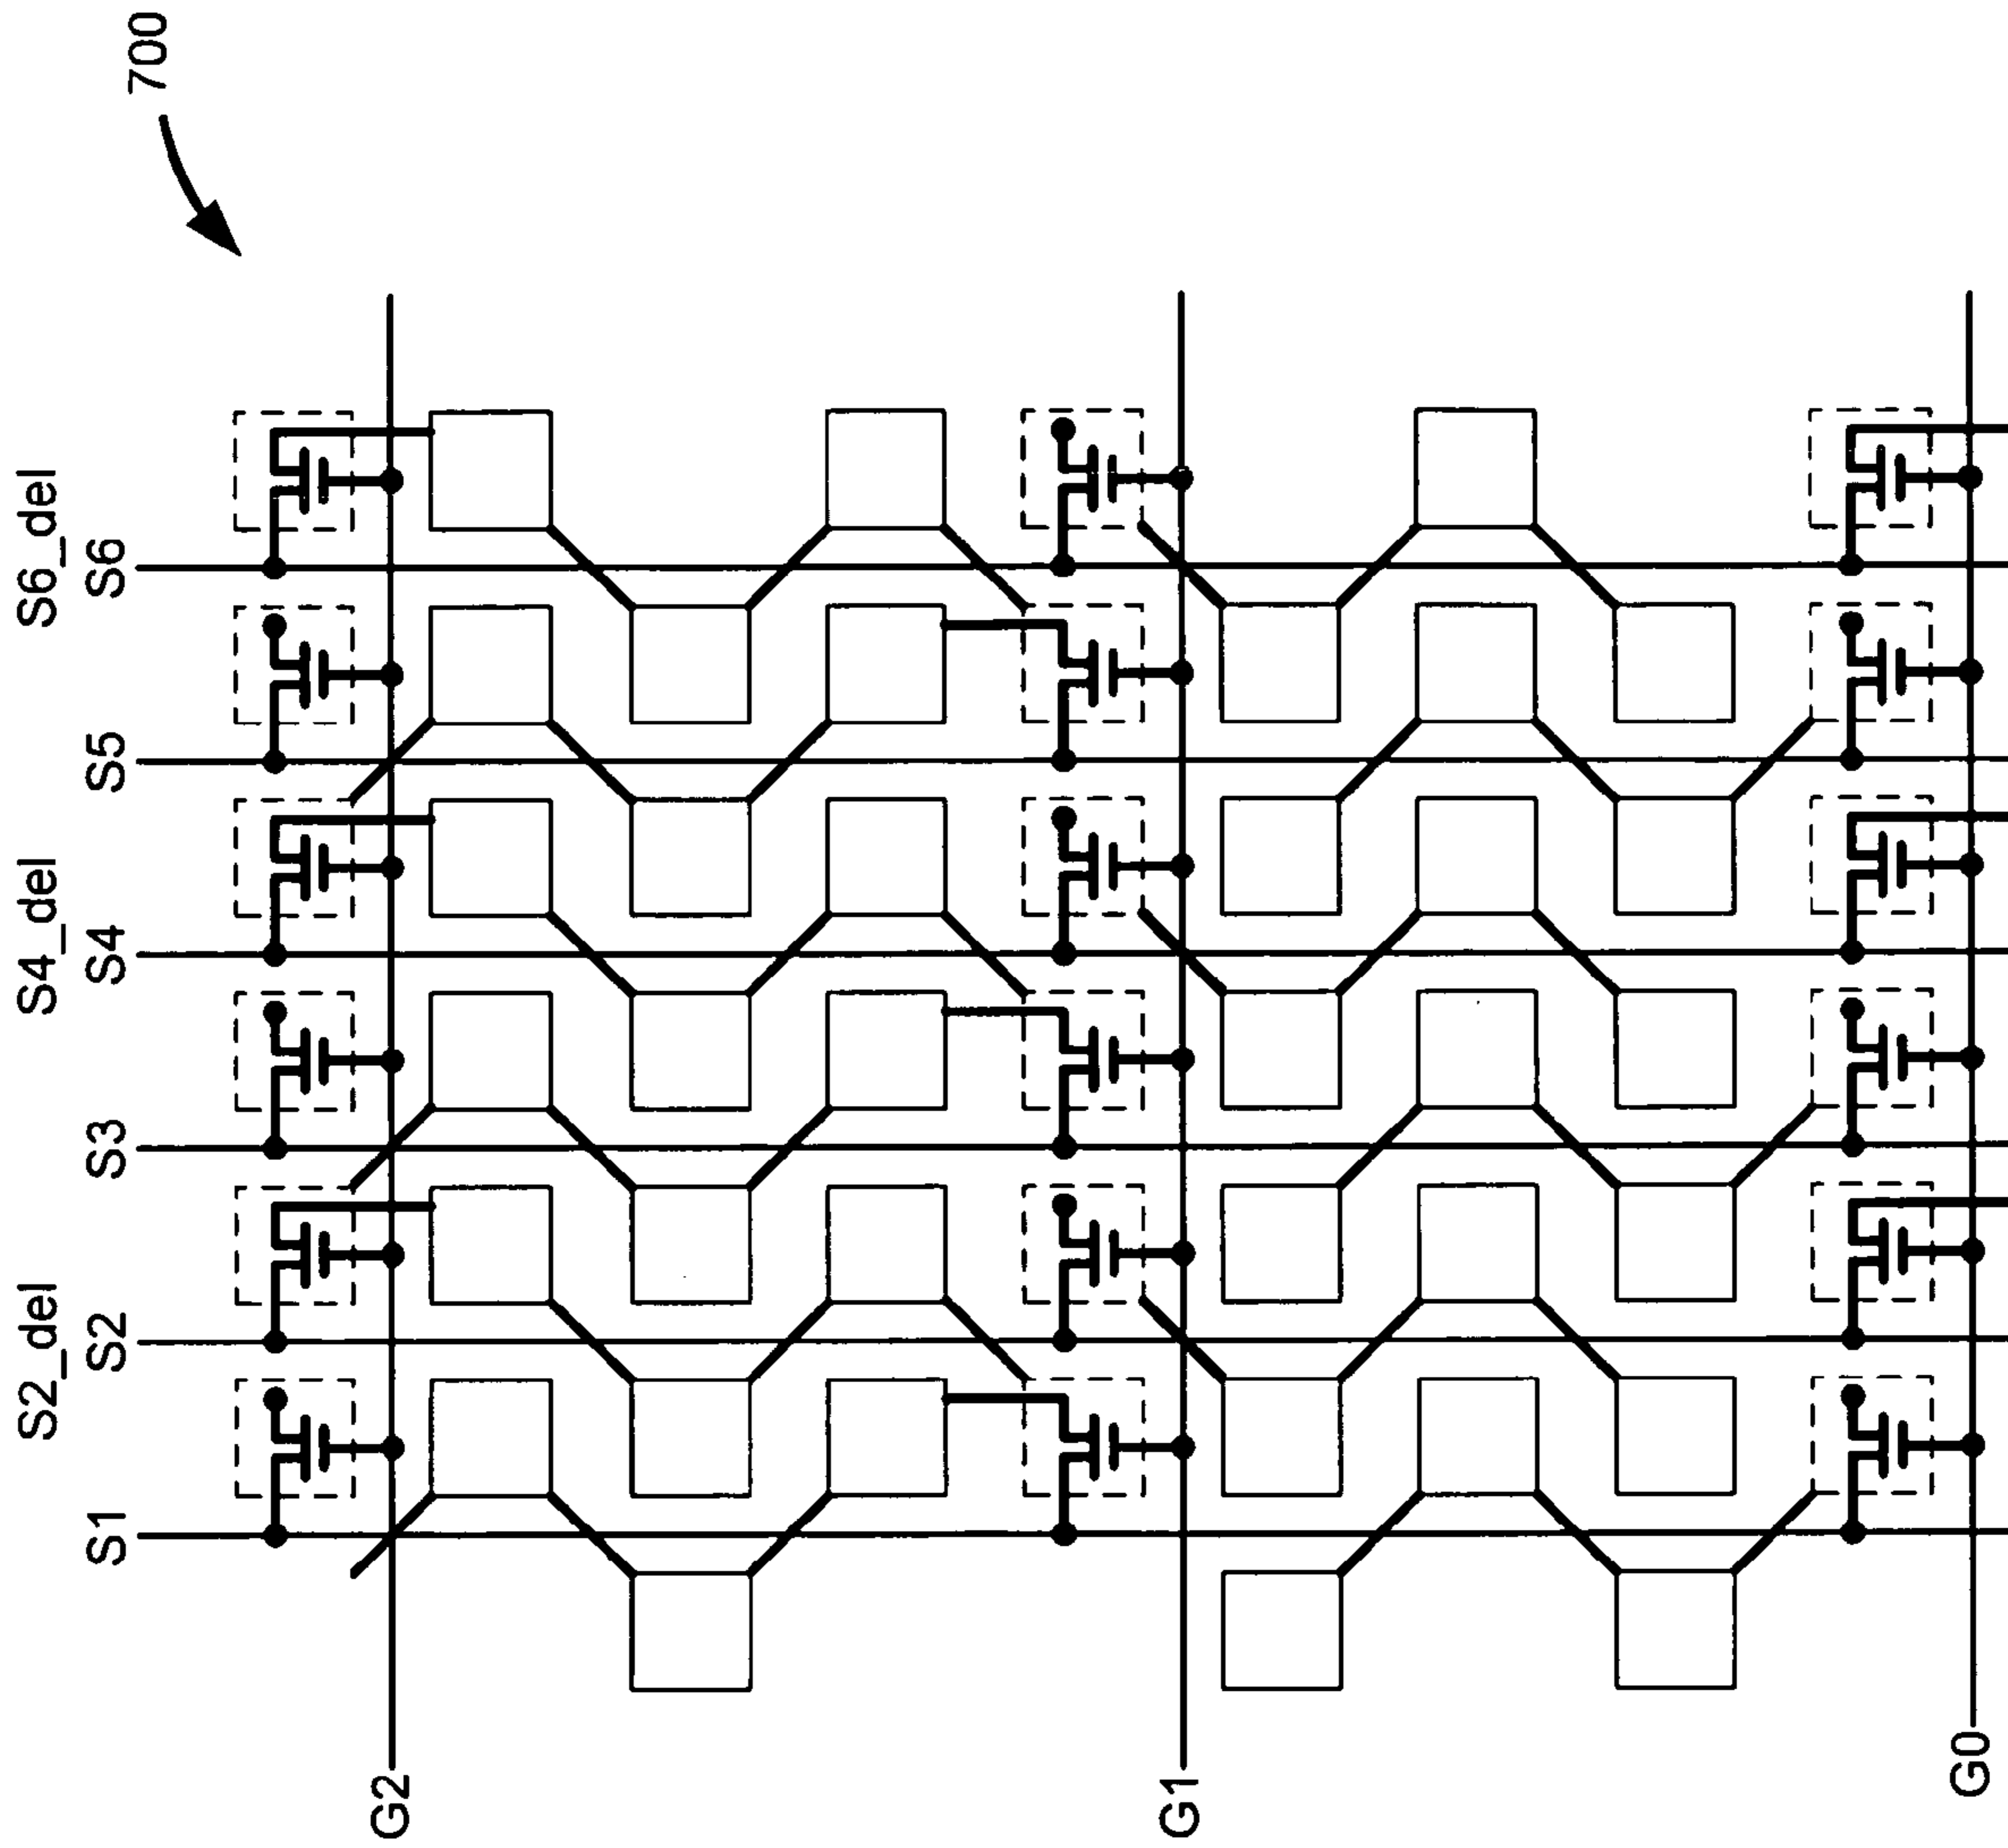 700
S2_del S4_del S6_del
S1 S2 S3 S4 S5 S6
G2
G1
G0